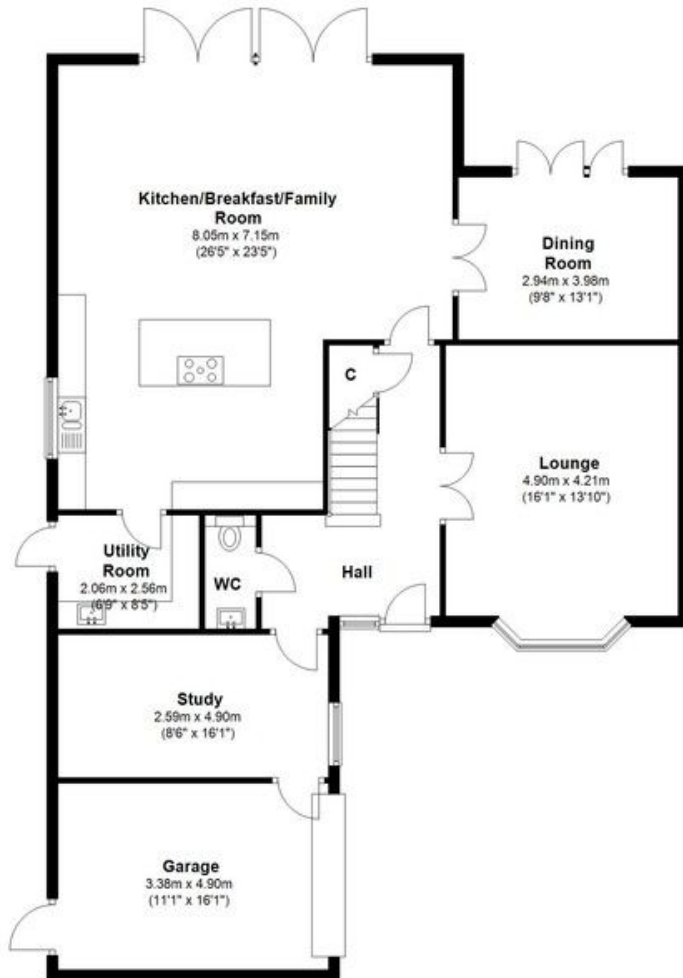 Kitchen/Breakfast/Family
Room
8.05m x 7.15m
(26'5" x 23'5")
Dining
Room
2.94m x 3.98m
(9'8" x 13'1")
C
Lounge
4.90m x 4.21m
(16'1" x 13'10")
Utility
Room
2.06m x 2.56m
(6'9" x 8'5")
WC
Hall
Study
2.59m x 4.90m
(8'6" x 16'1")
Garage
3.38m x 4.90m
(11'1" x 16'1")